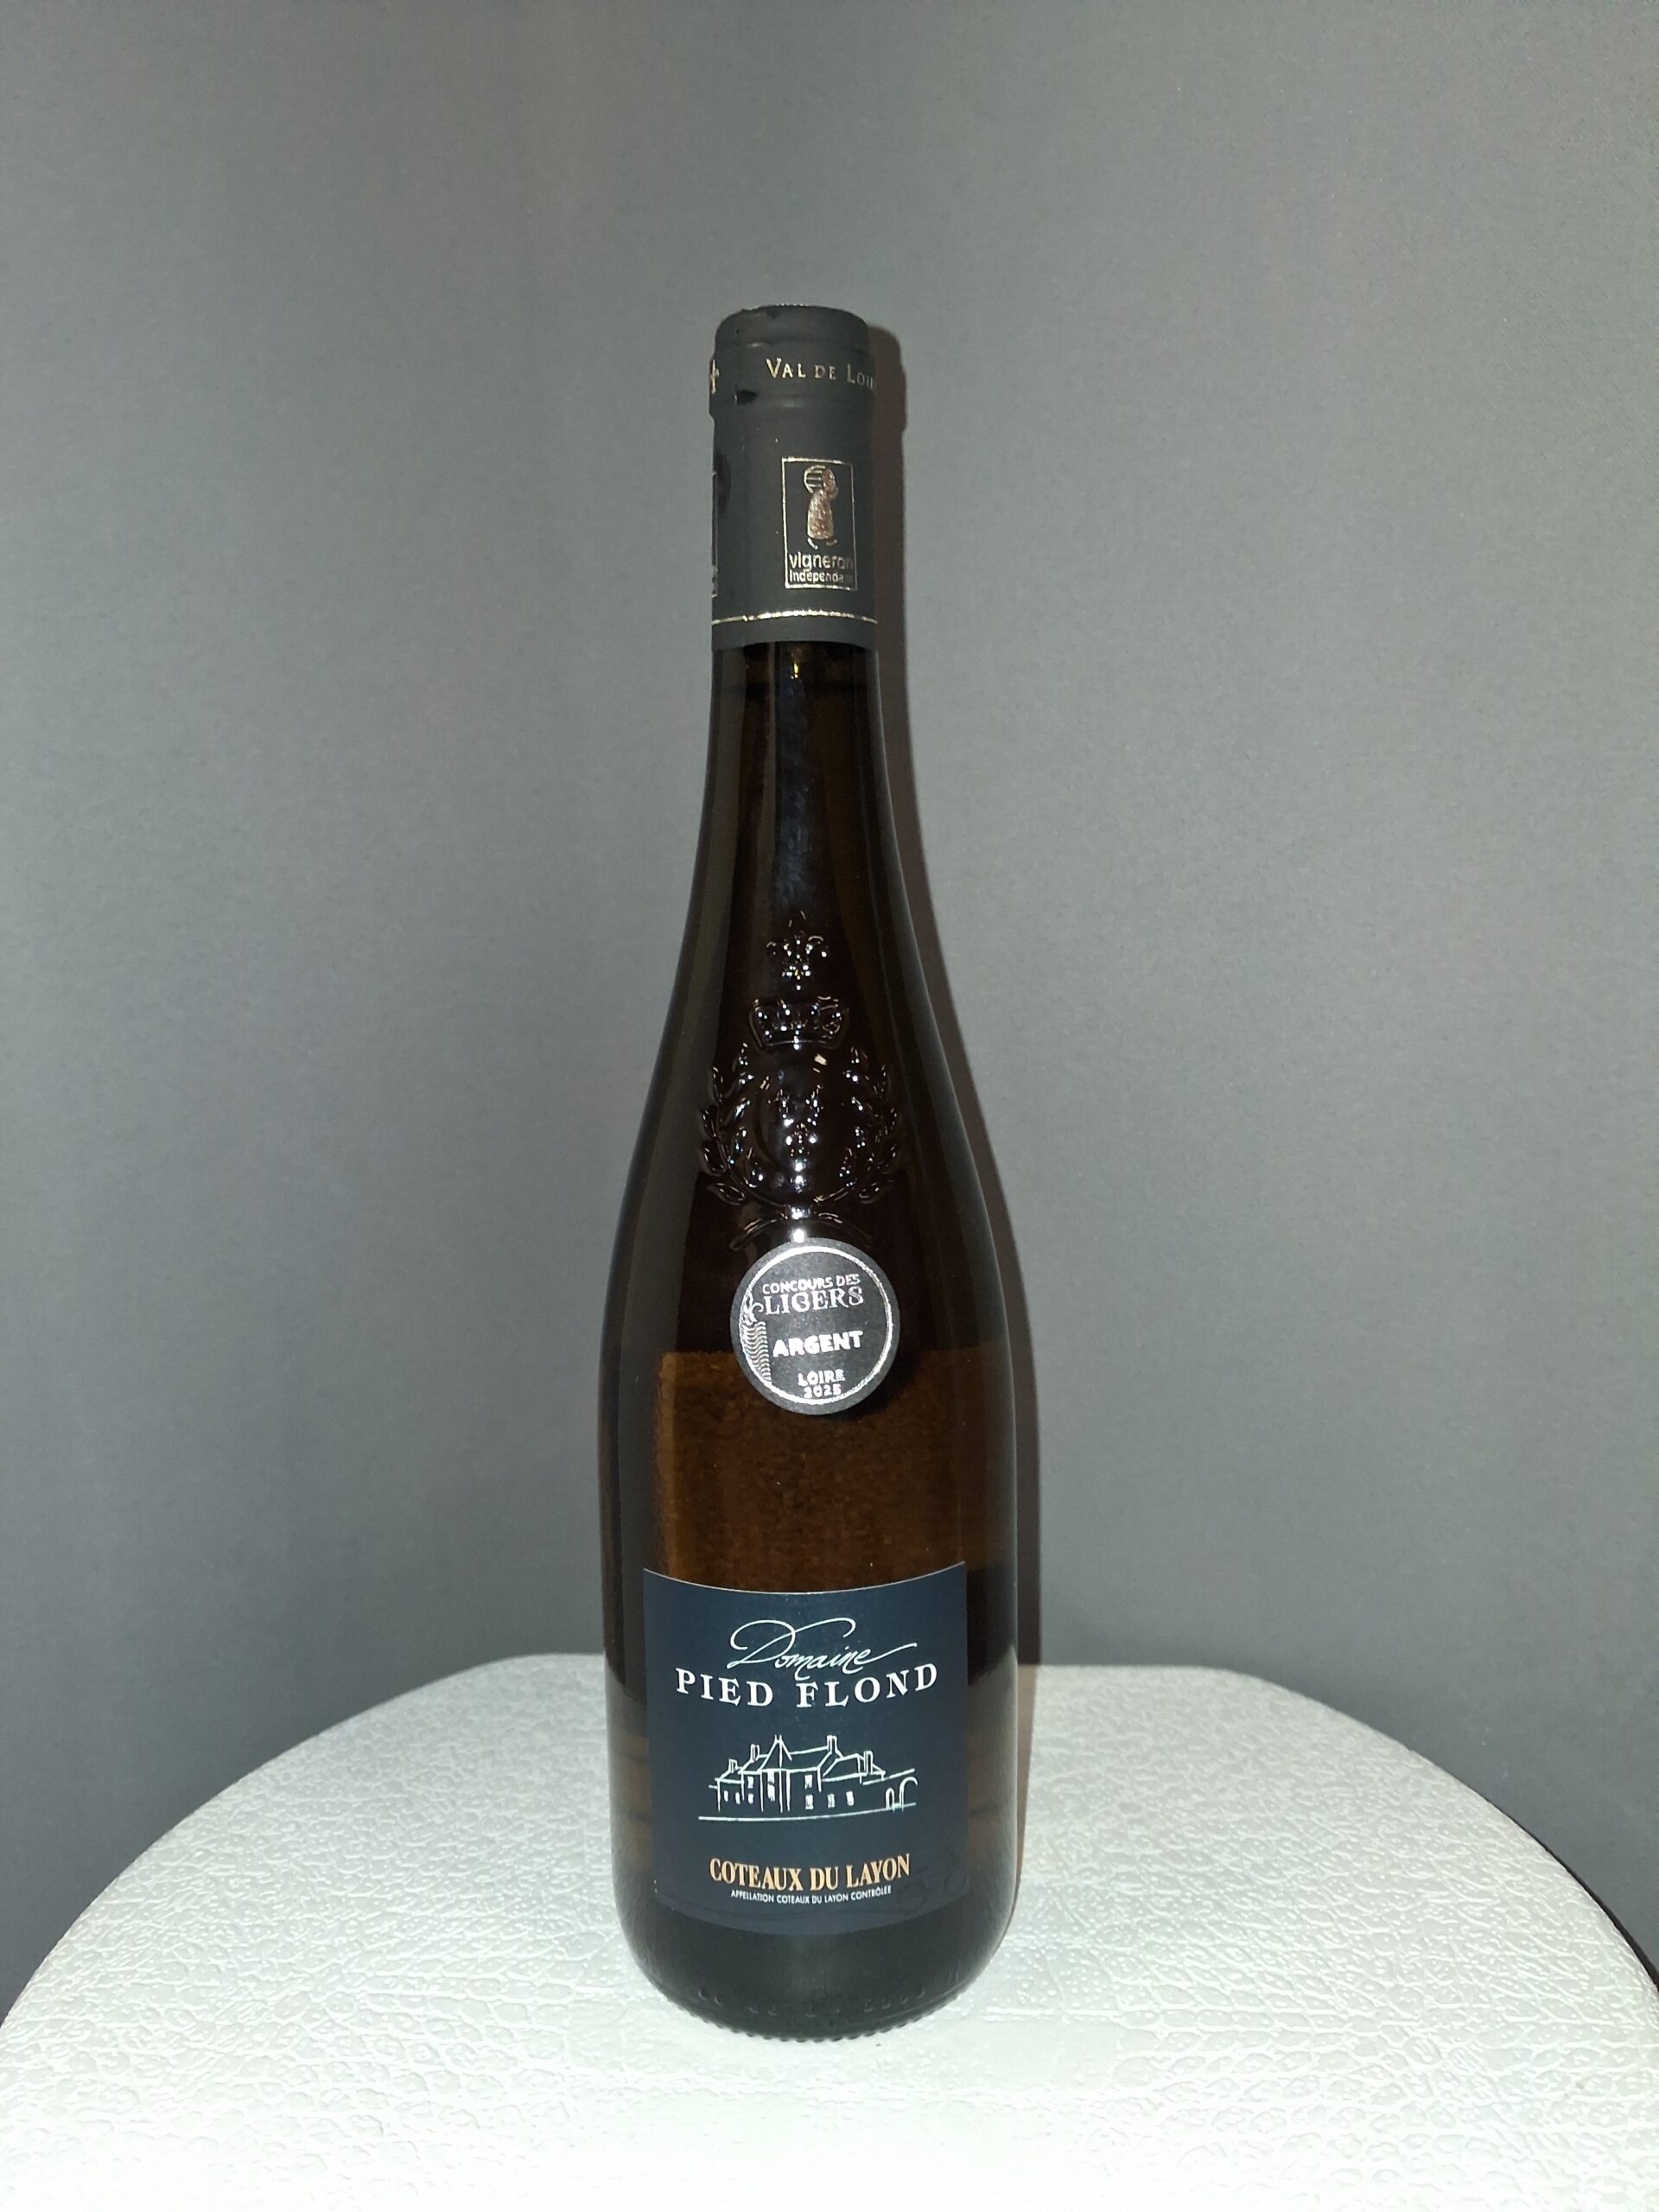 VAL DE
vigneron
indépendant
CONCOURS DES
LIGERS
ARGENT
LOIRE
2025
Domaine
PIED FLOND
COTEAUX DU LAYON
APPELLATION COTEAUX DU LAYON CONTRÔLÉE